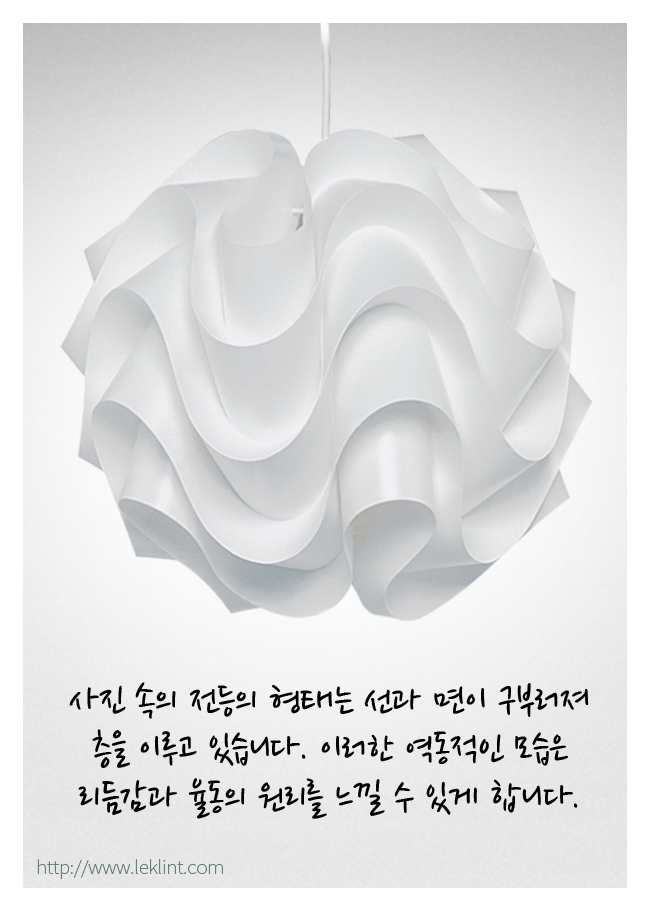 사진 속의 전등의 형태는 선과 면이 구부러져
층을 이루고 있습니다. 이러한 역동적인 모습은
리듬감과 율동의 원리를 느낄 수 있게 합니다.
http://www.leklint.com